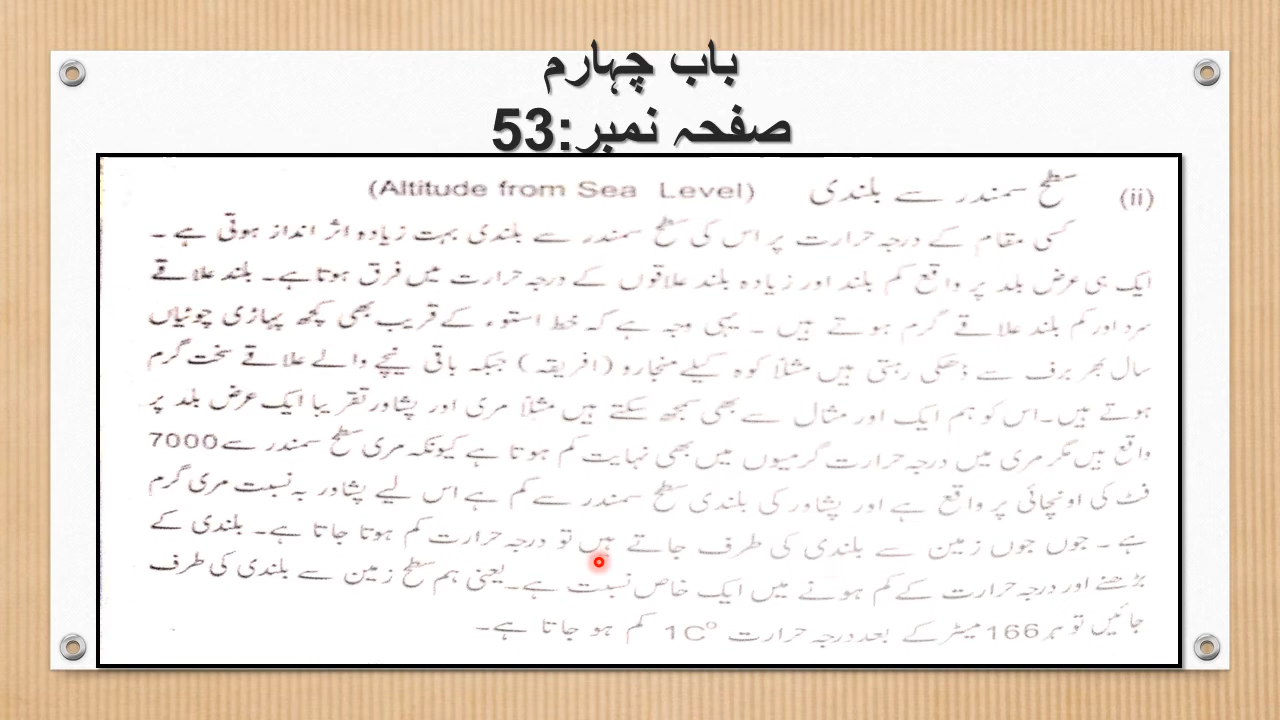 باب چہارم
صفحہ نمبر:53
(ii) سطح سمندر سے بلندی (Altitude from Sea Level)
کسی مقام کے درجہ حرارت پر اس کی سطح سمندر سے بلندی بہت زیادہ اثر انداز ہوتی ہے ۔
ایک ہی عرض بلد پر واقع کم بلند اور زیادہ بلند علاقوں کے درجہ حرارت میں فرق ہوتا ہے۔ بلند علاقے
سرد اور کم بلند علاقے گرم ہوتے ہیں ۔ یہی وجہ ہے کہ خط استوء کے قریب بھی کچھ پہاڑی چوٹیاں
سال بھر برف سے ڈھکی رہتی ہیں مثلاً کوہ کیلے منجارو (افریقہ) جبکہ باقی نیچے والے علاقے سخت گرم
ہوتے ہیں۔اس کو ہم ایک اور مثال سے بھی سمجھ سکتے ہیں مثلاً مری اور پشاور تقریبا ایک عرض بلد پر
واقع ہیں مگر مری میں درجہ حرارت گرمیوں میں بھی نہایت کم ہوتا ہے کیونکہ مری سطح سمندر سے 7000
فٹ کی اونچائی پر واقع ہے اور پشاور کی بلندی سطح سمندر سے کم ہے اس لیے پشاور بہ نسبت مری گرم
ہے ۔ جوں جوں زمین سے بلندی کی طرف جاتے ہیں تو درجہ حرارت کم ہوتا جاتا ہے۔ بلندی کے
بڑھنے اور درجہ حرارت کے کم ہونے میں ایک خاص نسبت ہے۔یعنی ہم سطح زمین سے بلندی کی طرف
جائیں تو ہر 166 میٹر کے بعد درجہ حرارت 1C° کم ہو جاتا ہے۔